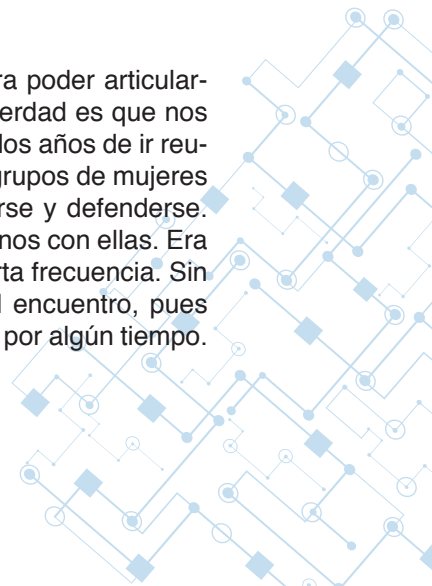 ra poder articular-
erdad es que nos
los años de ir reu-
grupos de mujeres
rse y defenderse.
nos con ellas. Era
rta frecuencia. Sin
l encuentro, pues
por algún tiempo.